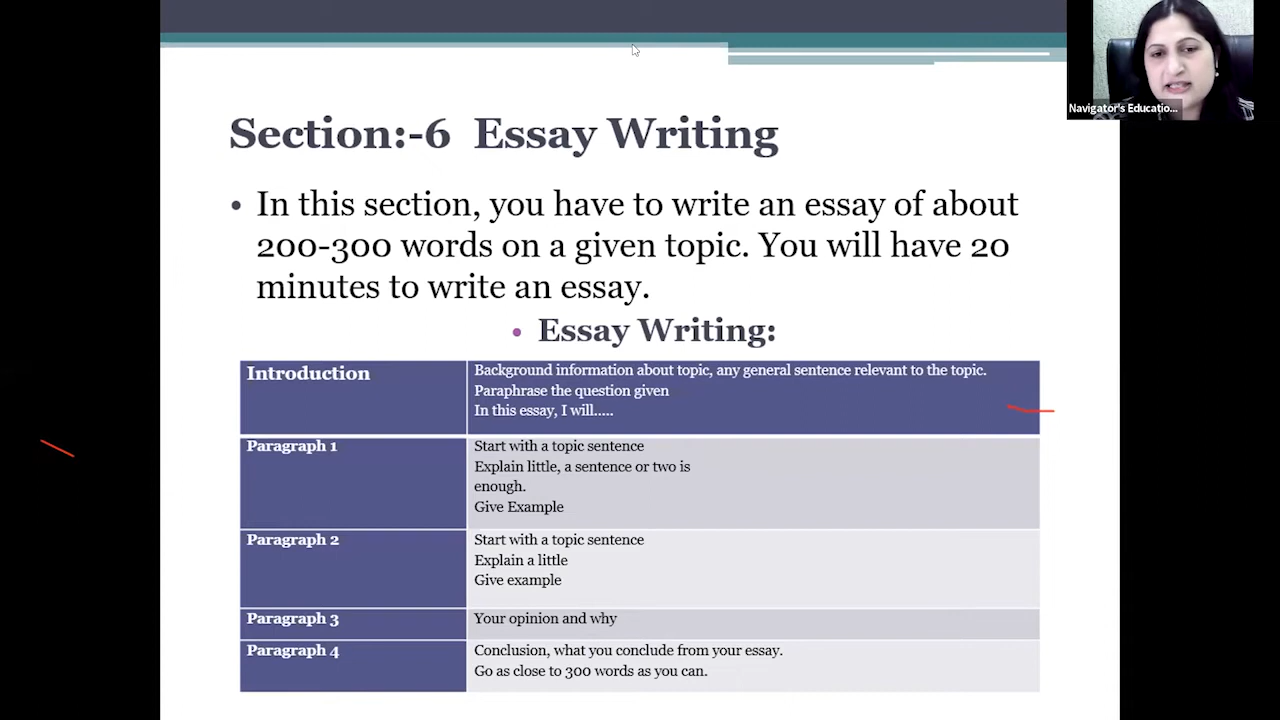 Navigator's Educatio...
Section:-6 Essay Writing
• In this section, you have to write an essay of about
200-300 words on a given topic. You will have 20
minutes to write an essay.
• Essay Writing:
Introduction
Background information about topic, any general sentence relevant to the topic.
Paraphrase the question given
In this essay, I will.....
Paragraph 1
Start with a topic sentence
Explain little, a sentence or two is
enough.
Give Example
Paragraph 2
Start with a topic sentence
Explain a little
Give example
Paragraph 3
Your opinion and why
Paragraph 4
Conclusion, what you conclude from your essay.
Go as close to 300 words as you can.